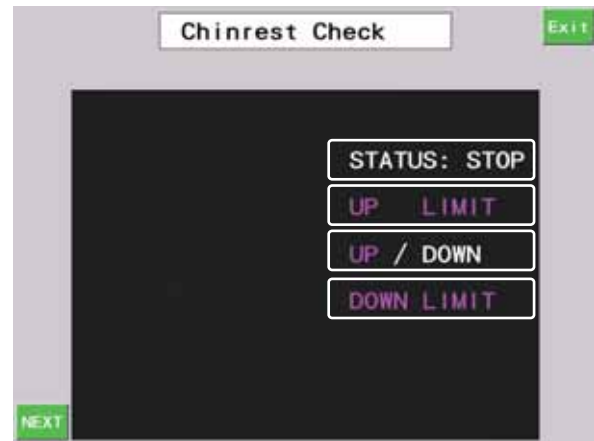 Chinrest Check
Exit
STATUS: STOP
UP LIMIT
UP / DOWN
DOWN LIMIT
NEXT